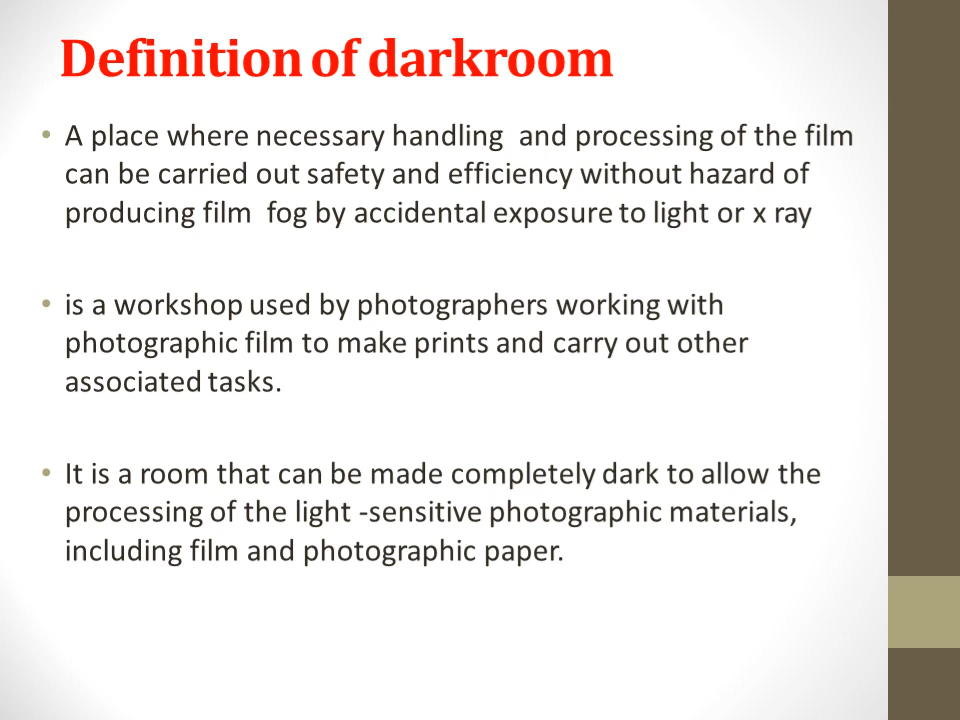 Definition of darkroom
• A place where necessary handling  and processing of the film
can be carried out safety and efficiency without hazard of
producing film  fog by accidental exposure to light or x ray
• is a workshop used by photographers working with
photographic film to make prints and carry out other
associated tasks.
• It is a room that can be made completely dark to allow the
processing of the light -sensitive photographic materials,
including film and photographic paper.